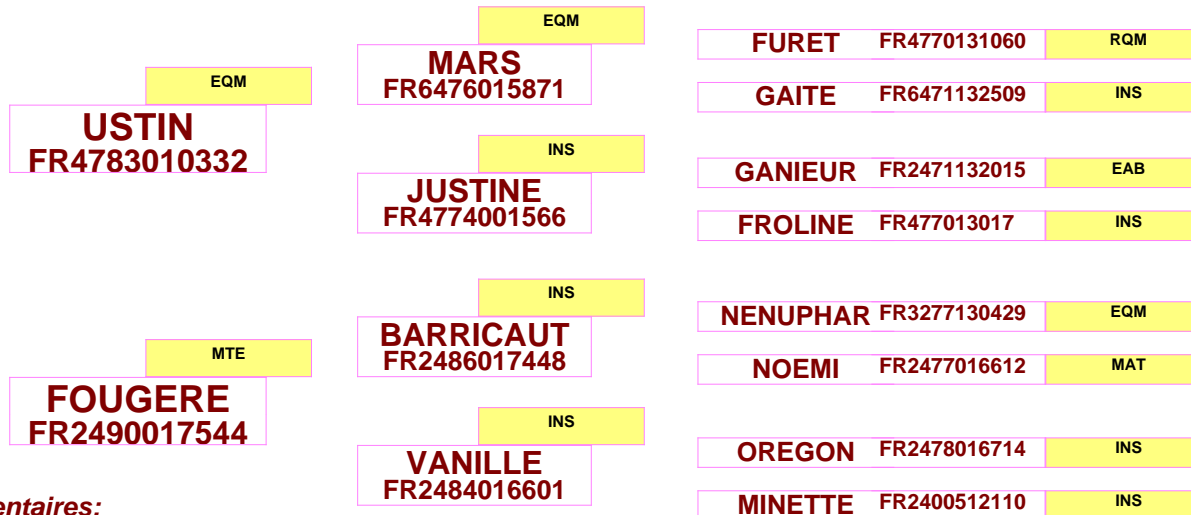 EQM
USTIN
FR4783010332
MTE
FOUGERE
FR2490017544
EQM
MARS
FR6476015871
INS
JUSTINE
FR4774001566
INS
BARRICAUT
FR2486017448
INS
VANILLE
FR2484016601
FURET FR4770131060 RQM
GAITE FR6471132509 INS
GANIEUR FR2471132015 EAB
FROLINE FR477013017 INS
NENUPHAR FR3277130429 EQM
NOEMI FR2477016612 MAT
OREGON FR2478016714 INS
MINETTE FR2400512110 INS
entaires: